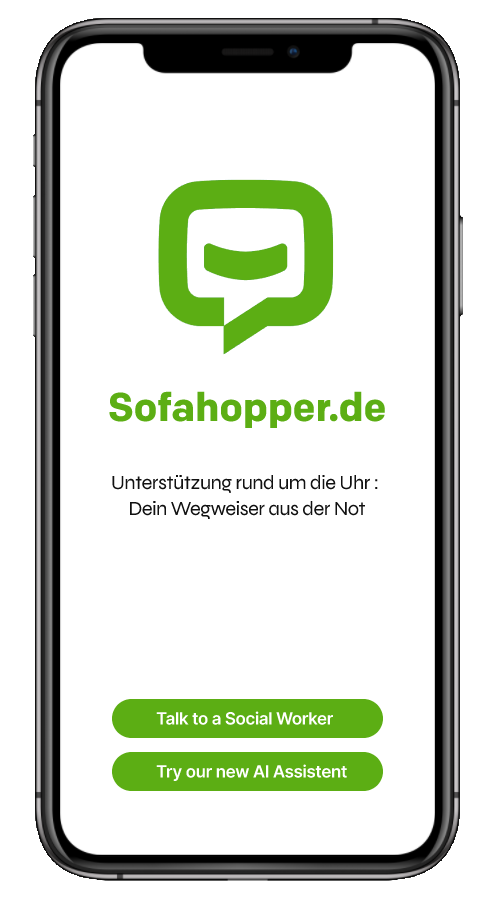 Sofahopper.de
Unterstützung rund um die Uhr :
Dein Wegweiser aus der Not
Talk to a Social Worker
Try our new AI Assistent